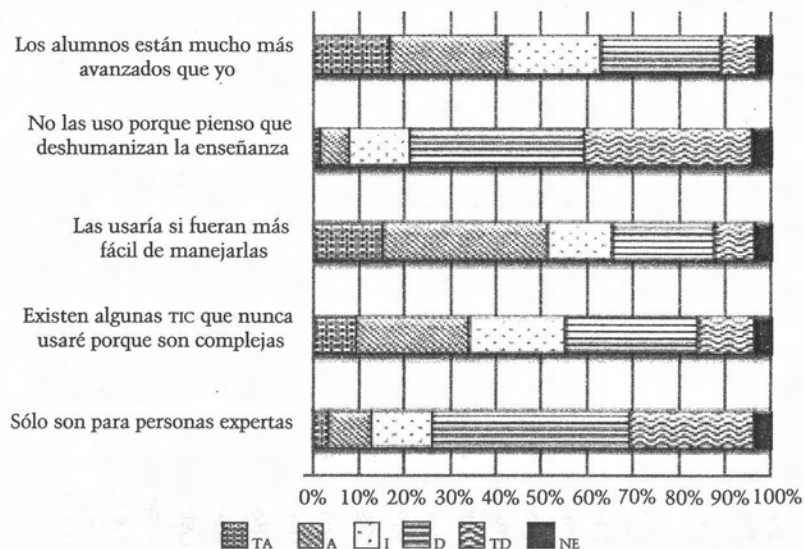 Los alumnos están mucho más
avanzados que yo
No las uso porque pienso que
deshumanizan la enseñanza
Las usaría si fueran más
fácil de manejarlas
Existen algunas TIC que nunca
usaré porque son complejas
Sólo son para personas expertas
0% 10% 20% 30% 40% 50% 60% 70% 80% 90% 100%
TA A I D TD NE